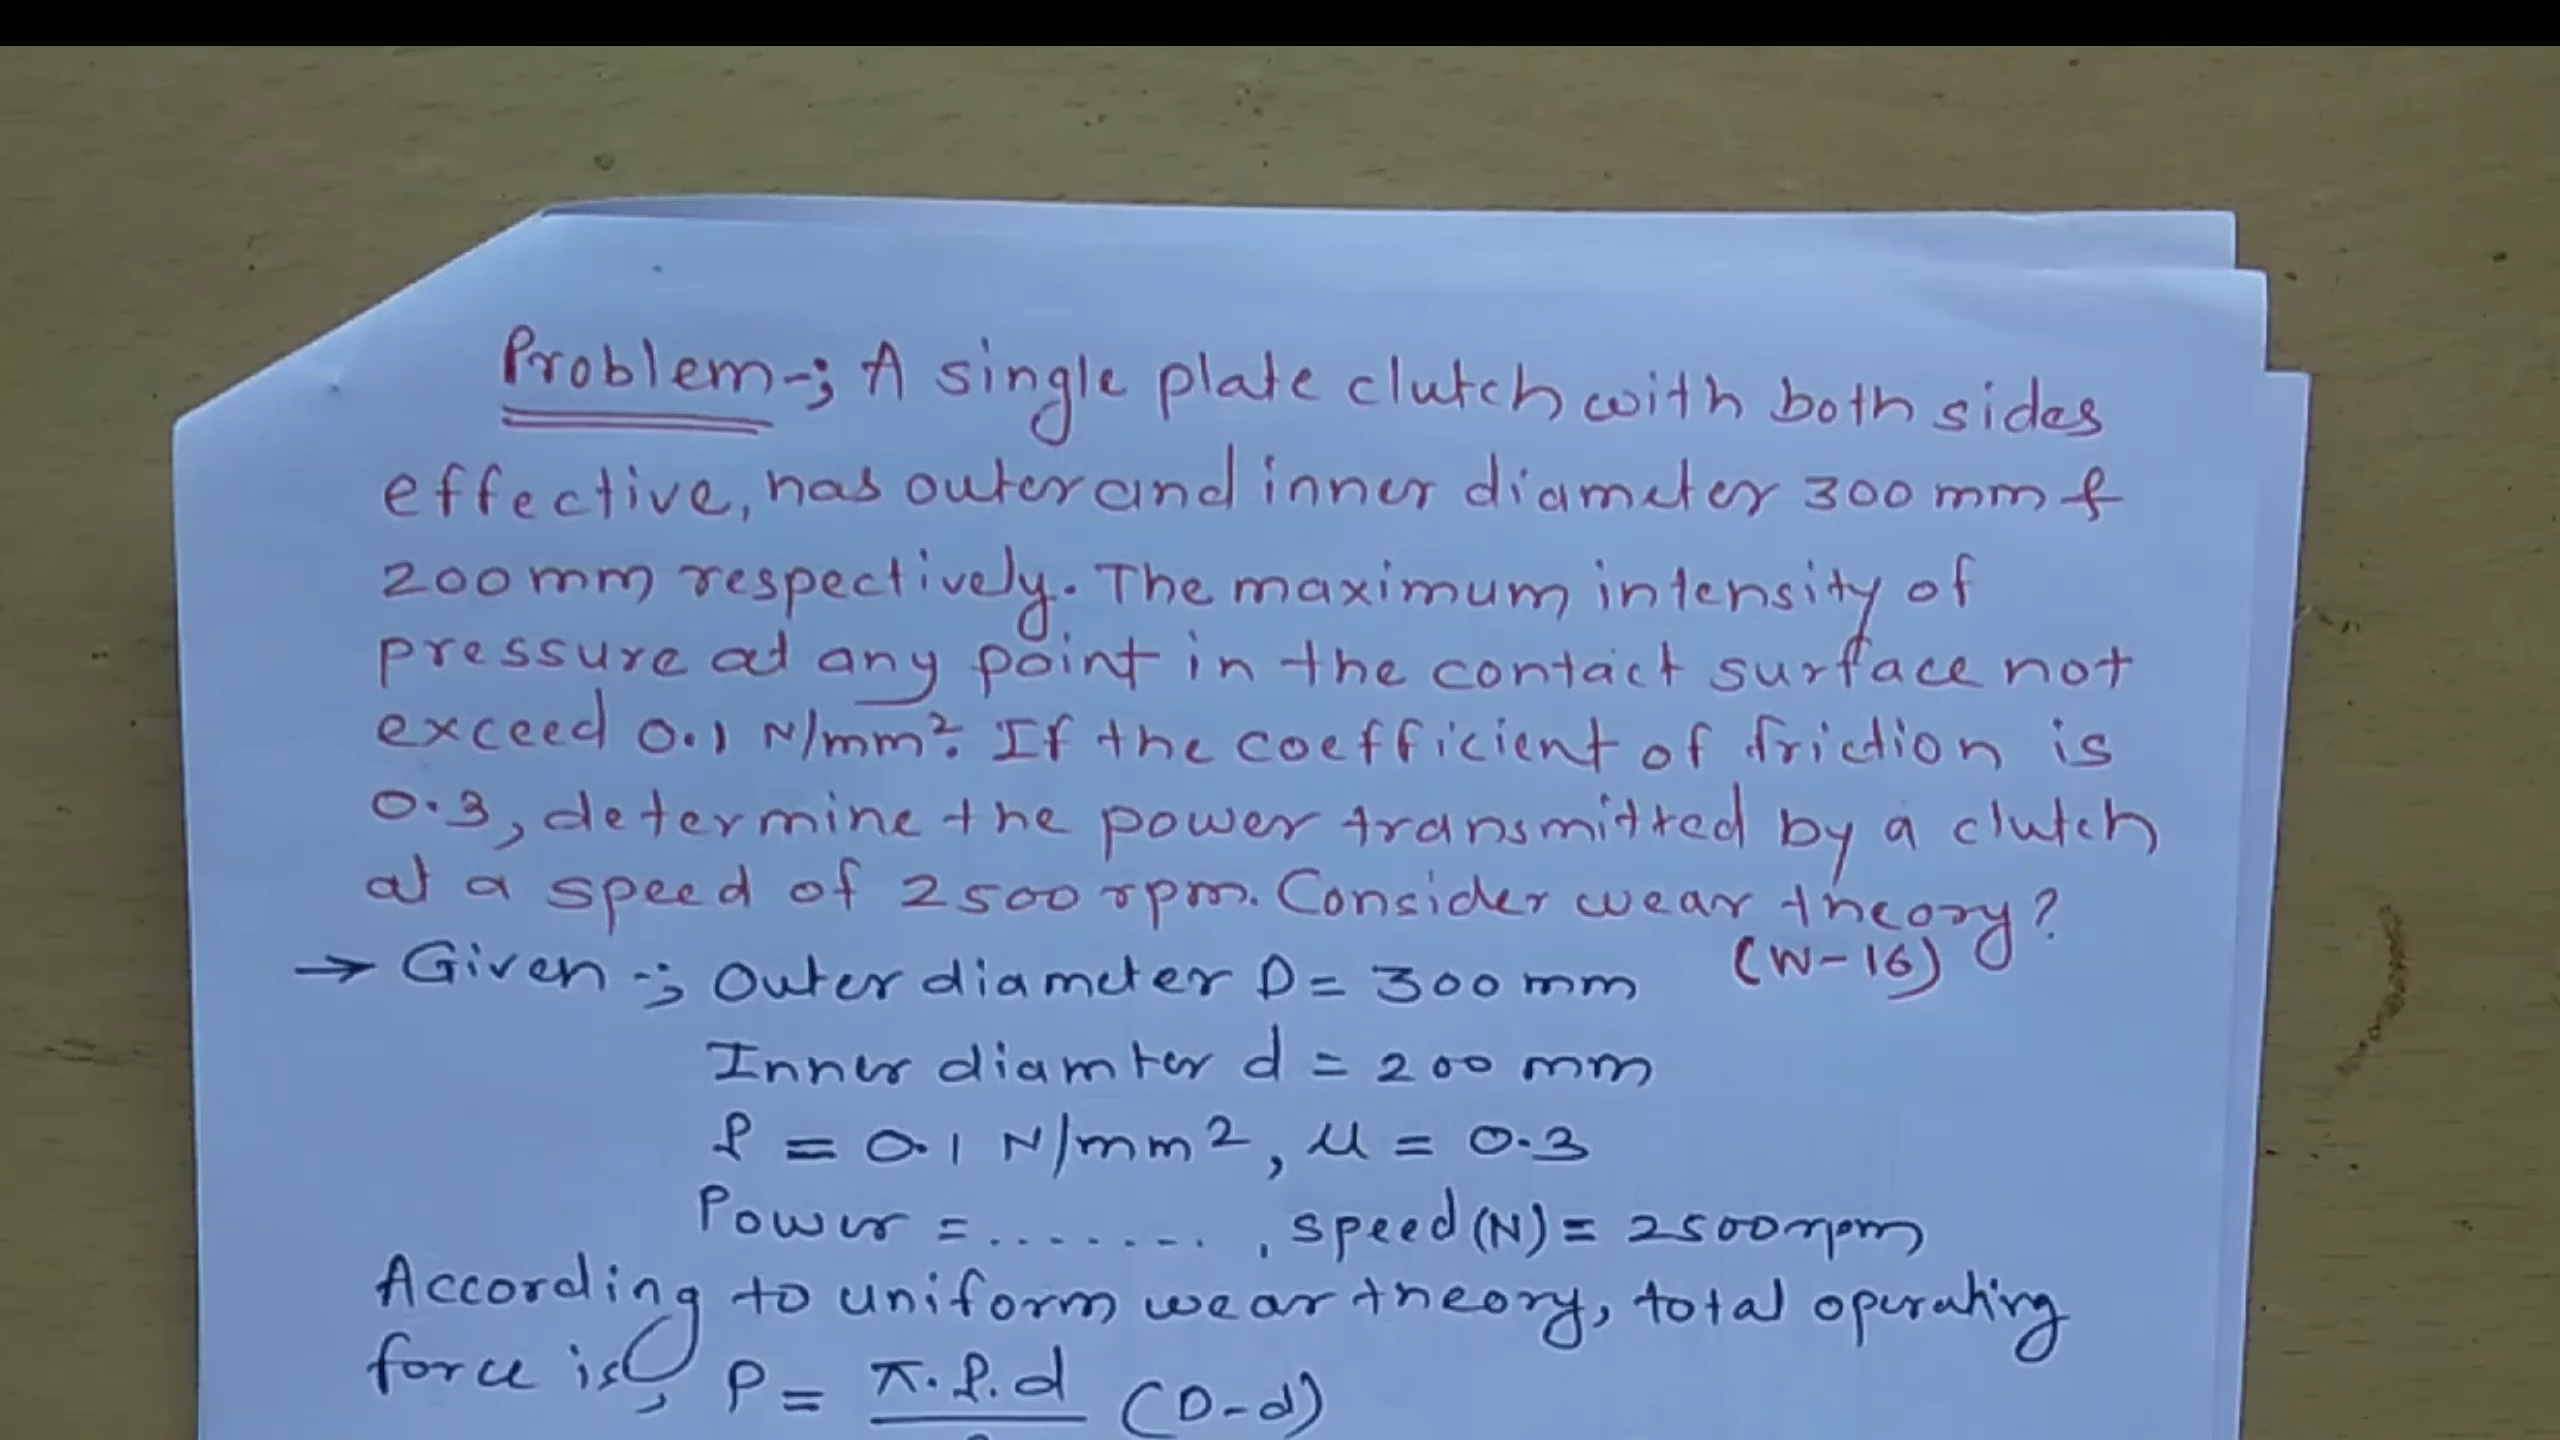 Problem-; A single plate clutch with both sides
effective, has outer and inner diameter 300 mm &
200 mm respectively. The maximum intensity of
pressure at any point in the contact surface not
exceed 0.1 N/mm². If the coefficient of friction is
0.3, determine the power transmitted by a clutch
at a speed of 2500 rpm. Consider wear theory?
(W-16)
→ Given-; Outer diameter D = 300 mm
Inner diamter d = 200 mm
P = 0.1 N/mm2, μ = 0.3
Power = ........, speed (N) = 2500 rpm
According to uniform wear theory, total operating
force is, P = π.P.d (D-d)